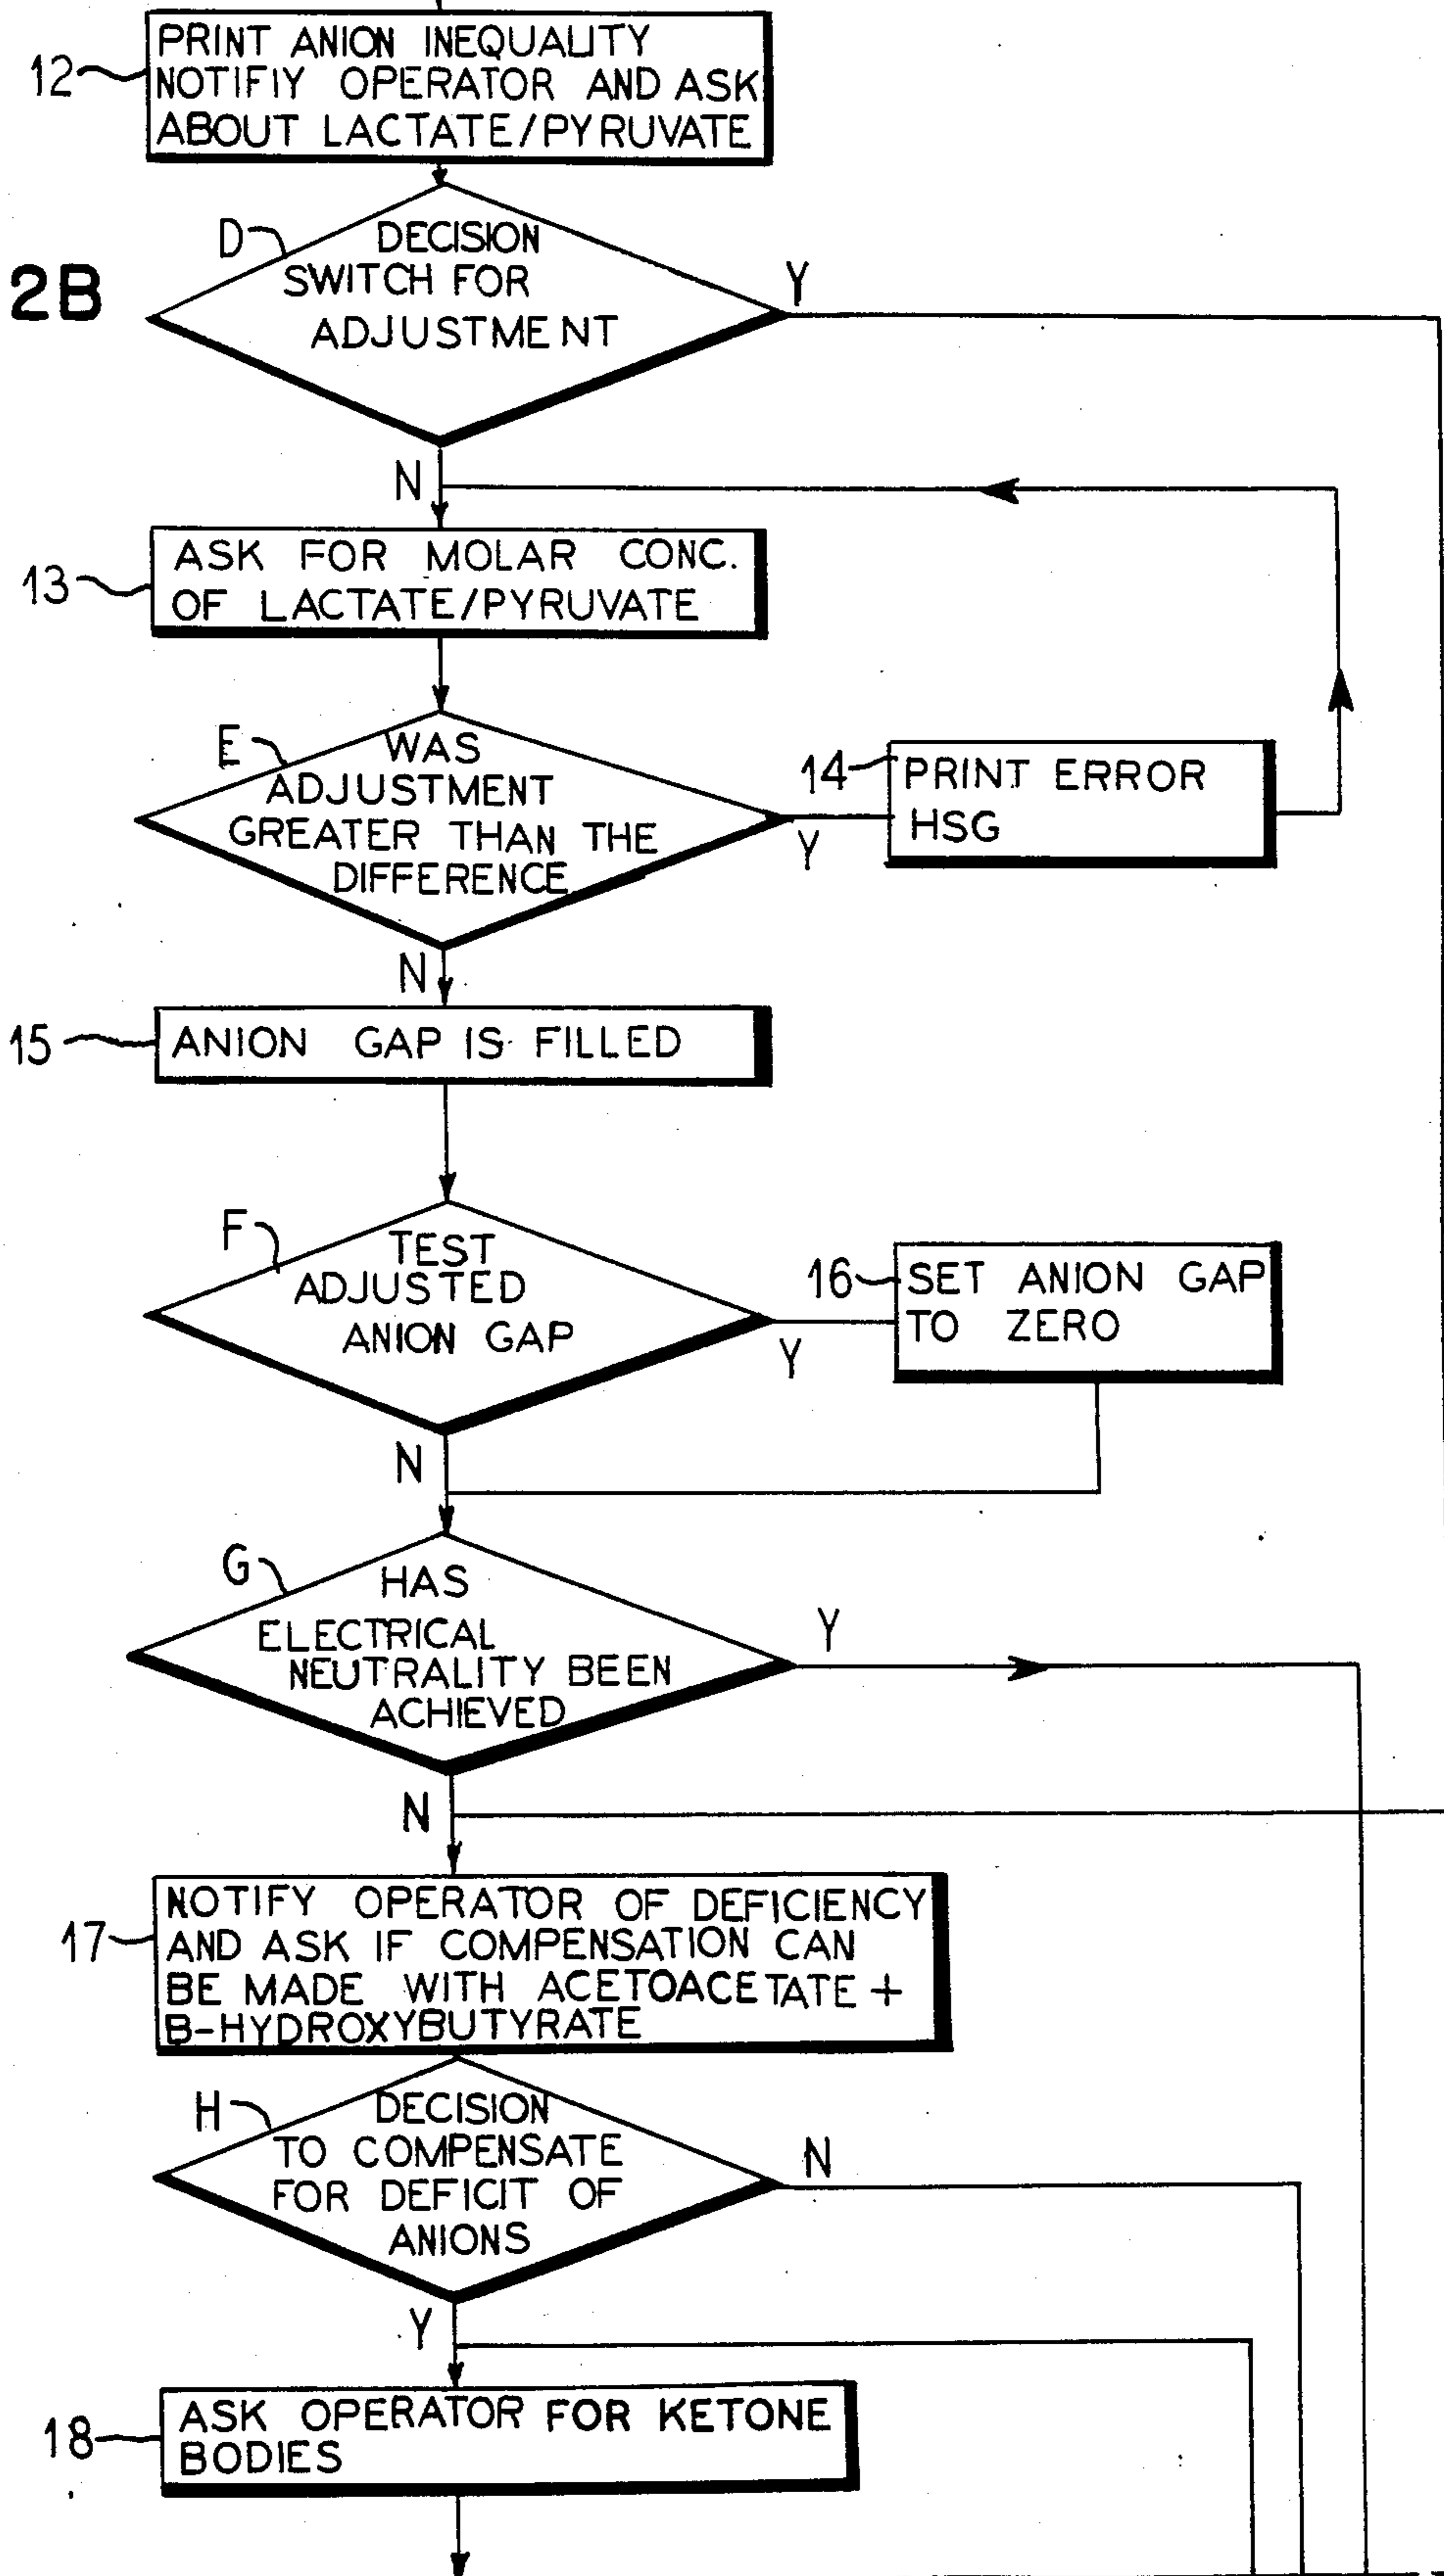 12
PRINT ANION INEQUALITY
NOTIFIY OPERATOR AND ASK
ABOUT LACTATE/PYRUVATE
2B
D
DECISION
SWITCH FOR
ADJUSTMENT
Y
N
13
ASK FOR MOLAR CONC.
OF LACTATE/PYRUVATE
E
WAS
ADJUSTMENT
GREATER THAN THE
DIFFERENCE
Y
14
PRINT ERROR
HSG
N
15
ANION GAP IS FILLED
F
TEST
ADJUSTED
ANION GAP
Y
16
SET ANION GAP
TO ZERO
N
G
HAS
ELECTRICAL
NEUTRALITY BEEN
ACHIEVED
Y
N
17
NOTIFY OPERATOR OF DEFICIENCY
AND ASK IF COMPENSATION CAN
BE MADE WITH ACETOACETATE +
B-HYDROXYBUTYRATE
H
DECISION
TO COMPENSATE
FOR DEFICIT OF
ANIONS
N
Y
18
ASK OPERATOR FOR KETONE
BODIES